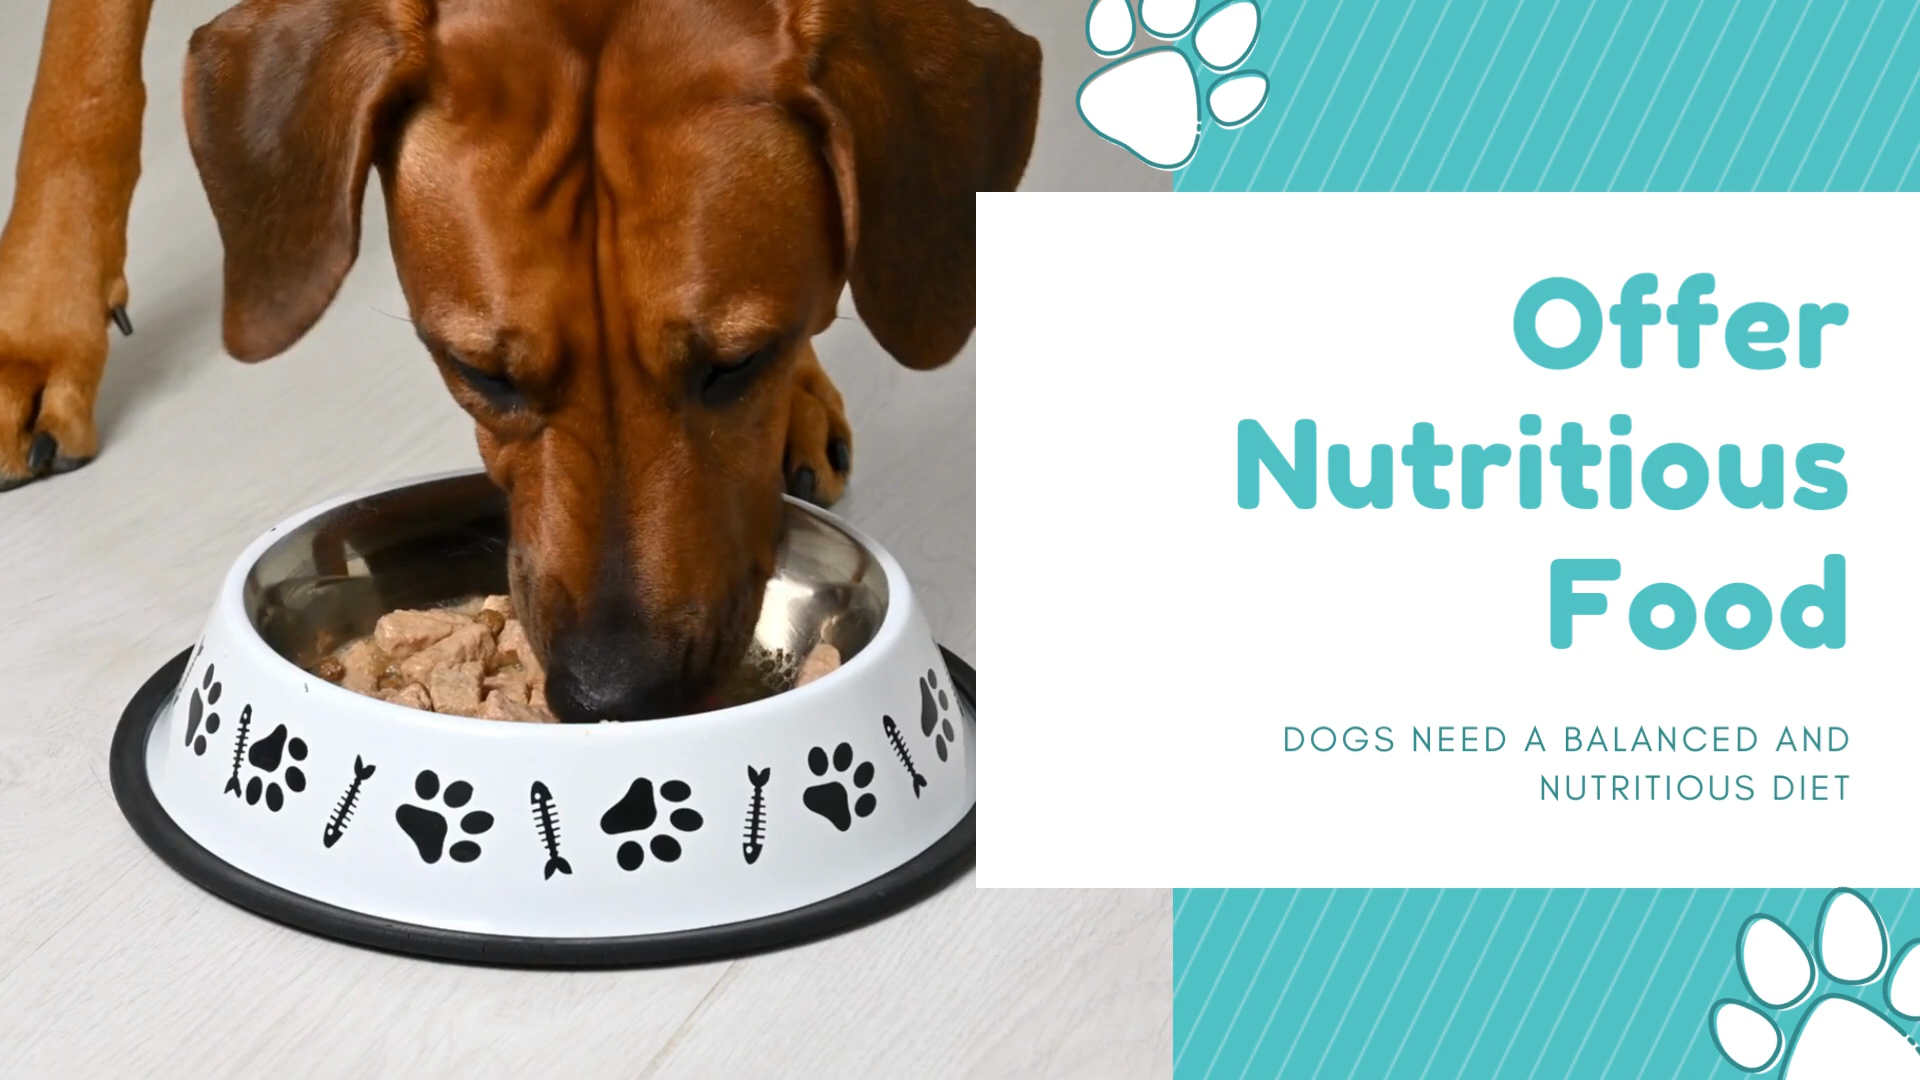 Offer
Nutritious
Food
DOGS NEED A BALANCED AND
NUTRITIOUS DIET